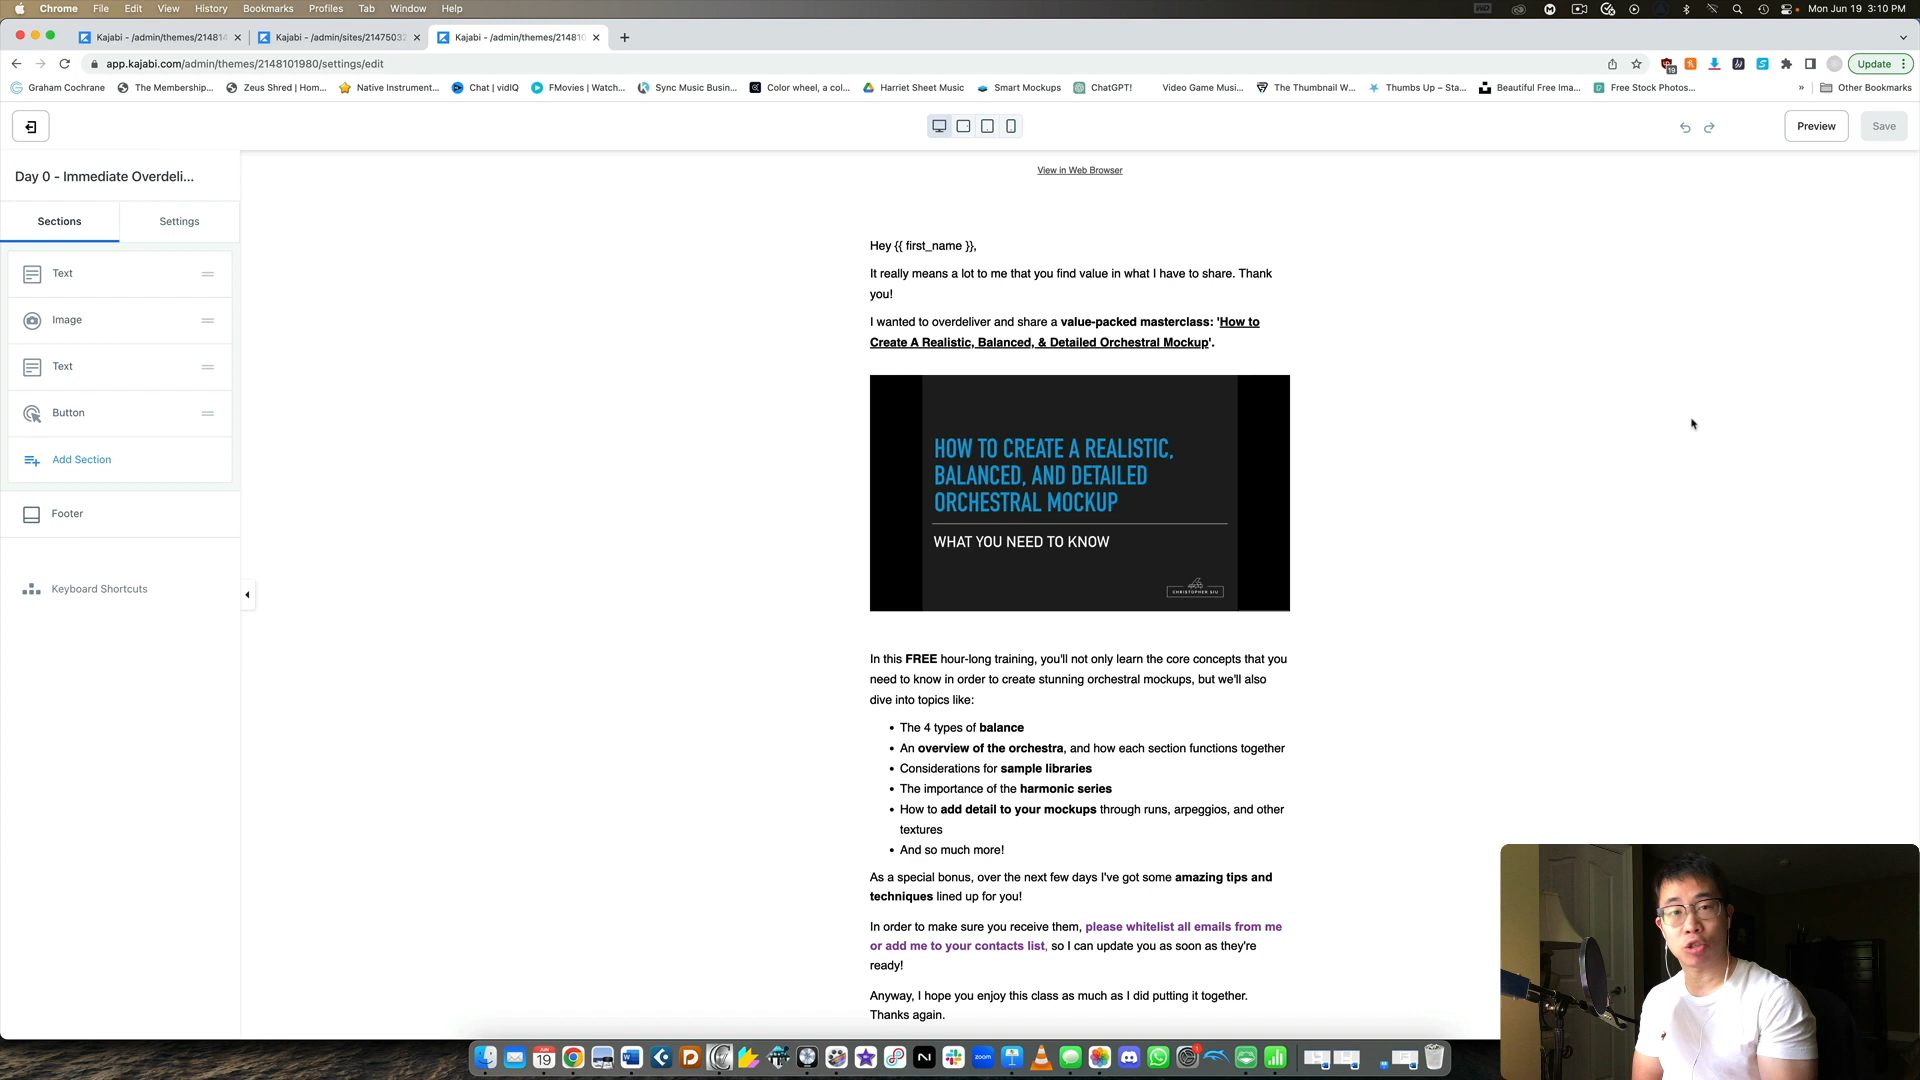 Chrome File Edit View History Bookmarks Profiles Tab Window Help Mon Jun 19 3:10 PM
Kajabi - /admin/themes/21481 Kajabi - /admin/sites/21475032 Kajabi - /admin/themes/214810
app.kajabi.com/admin/themes/2148101980/settings/edit Update
Graham Cochrane The Membership... Zeus Shred | Hom... Native Instrument... Chat | vidIQ FMovies | Watch... Sync Music Busin... Color wheel, a col... Harriet Sheet Music Smart Mockups ChatGPT! Video Game Musi... The Thumbnail W... Thumbs Up – Sta... Beautiful Free Ima... Free Stock Photos... » Other Bookmarks
Preview Save
Day 0 - Immediate Overdeli...
Sections Settings
Text
Image
Text
Button
Add Section
Footer
Keyboard Shortcuts
View in Web Browser
Hey {{ first_name }},
It really means a lot to me that you find value in what I have to share. Thank
you!
I wanted to overdeliver and share a value-packed masterclass: 'How to
Create A Realistic, Balanced, & Detailed Orchestral Mockup'.
HOW TO CREATE A REALISTIC,
BALANCED, AND DETAILED
ORCHESTRAL MOCKUP
WHAT YOU NEED TO KNOW
CHRISTOPHER SIU
In this FREE hour-long training, you'll not only learn the core concepts that you
need to know in order to create stunning orchestral mockups, but we'll also
dive into topics like:
• The 4 types of balance
• An overview of the orchestra, and how each section functions together
• Considerations for sample libraries
• The importance of the harmonic series
• How to add detail to your mockups through runs, arpeggios, and other
textures
• And so much more!
As a special bonus, over the next few days I've got some amazing tips and
techniques lined up for you!
In order to make sure you receive them, please whitelist all emails from me
or add me to your contacts list, so I can update you as soon as they're
ready!
Anyway, I hope you enjoy this class as much as I did putting it together.
Thanks again.
19
zoom